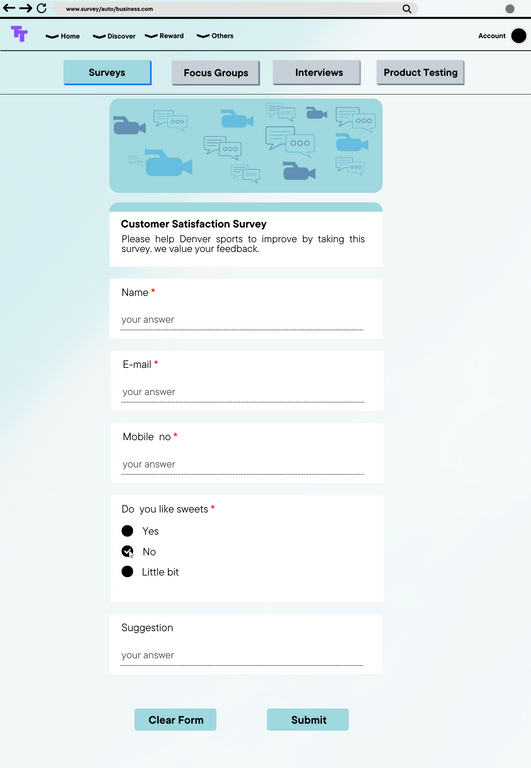 www.survey/auto/business.com
TT
Home Discover Reward Others Account
Surveys Focus Groups Interviews Product Testing
Customer Satisfaction Survey
Please help Denver sports to improve by taking this
survey. we value your feedback.
Name *
your answer
E-mail *
your answer
Mobile no *
your answer
Do you like sweets *
Yes
No
Little bit
Suggestion
your answer
Clear Form Submit